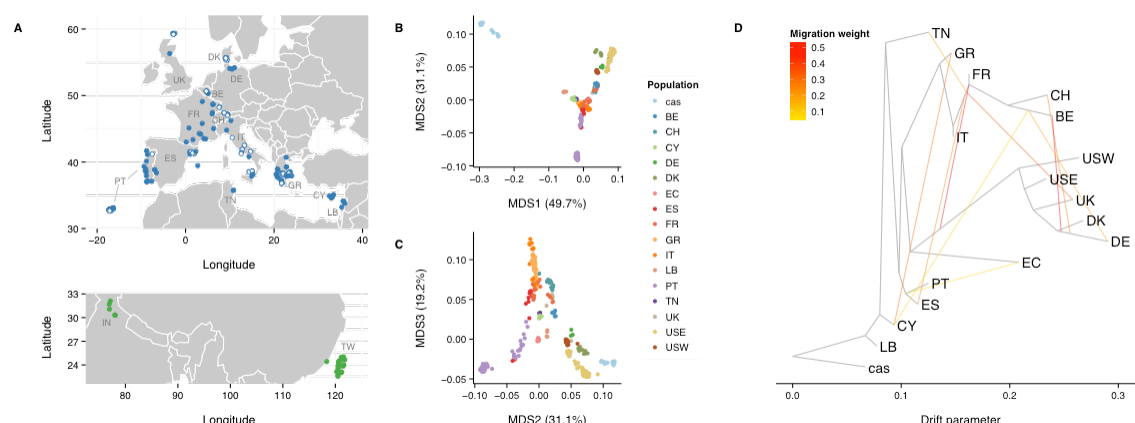 A
60
50
40
30
Latitude
−20
0
20
40
Longitude
UK
DK
DE
BE
FR
CH
IT
ES
PT
GR
TN
CY
LB
33
30
27
24
Latitude
80
90
100
110
120
Longitude
IN
TW
B
0.10
0.05
0.00
−0.05
−0.10
MDS2 (31.1%)
−0.3
−0.2
−0.1
0.0
0.1
MDS1 (49.7%)
C
0.10
0.05
0.00
−0.05
MDS3 (19.2%)
−0.10
−0.05
0.00
0.05
0.10
MDS2 (31.1%)
Population
cas
BE
CH
CY
DE
DK
EC
ES
FR
GR
IT
LB
PT
TN
UK
USE
USW
D
Migration weight
0.5
0.4
0.3
0.2
0.1
TN
GR
FR
CH
BE
IT
USW
USE
UK
DK
DE
EC
PT
ES
CY
LB
cas
0.0
0.1
0.2
0.3
Drift parameter